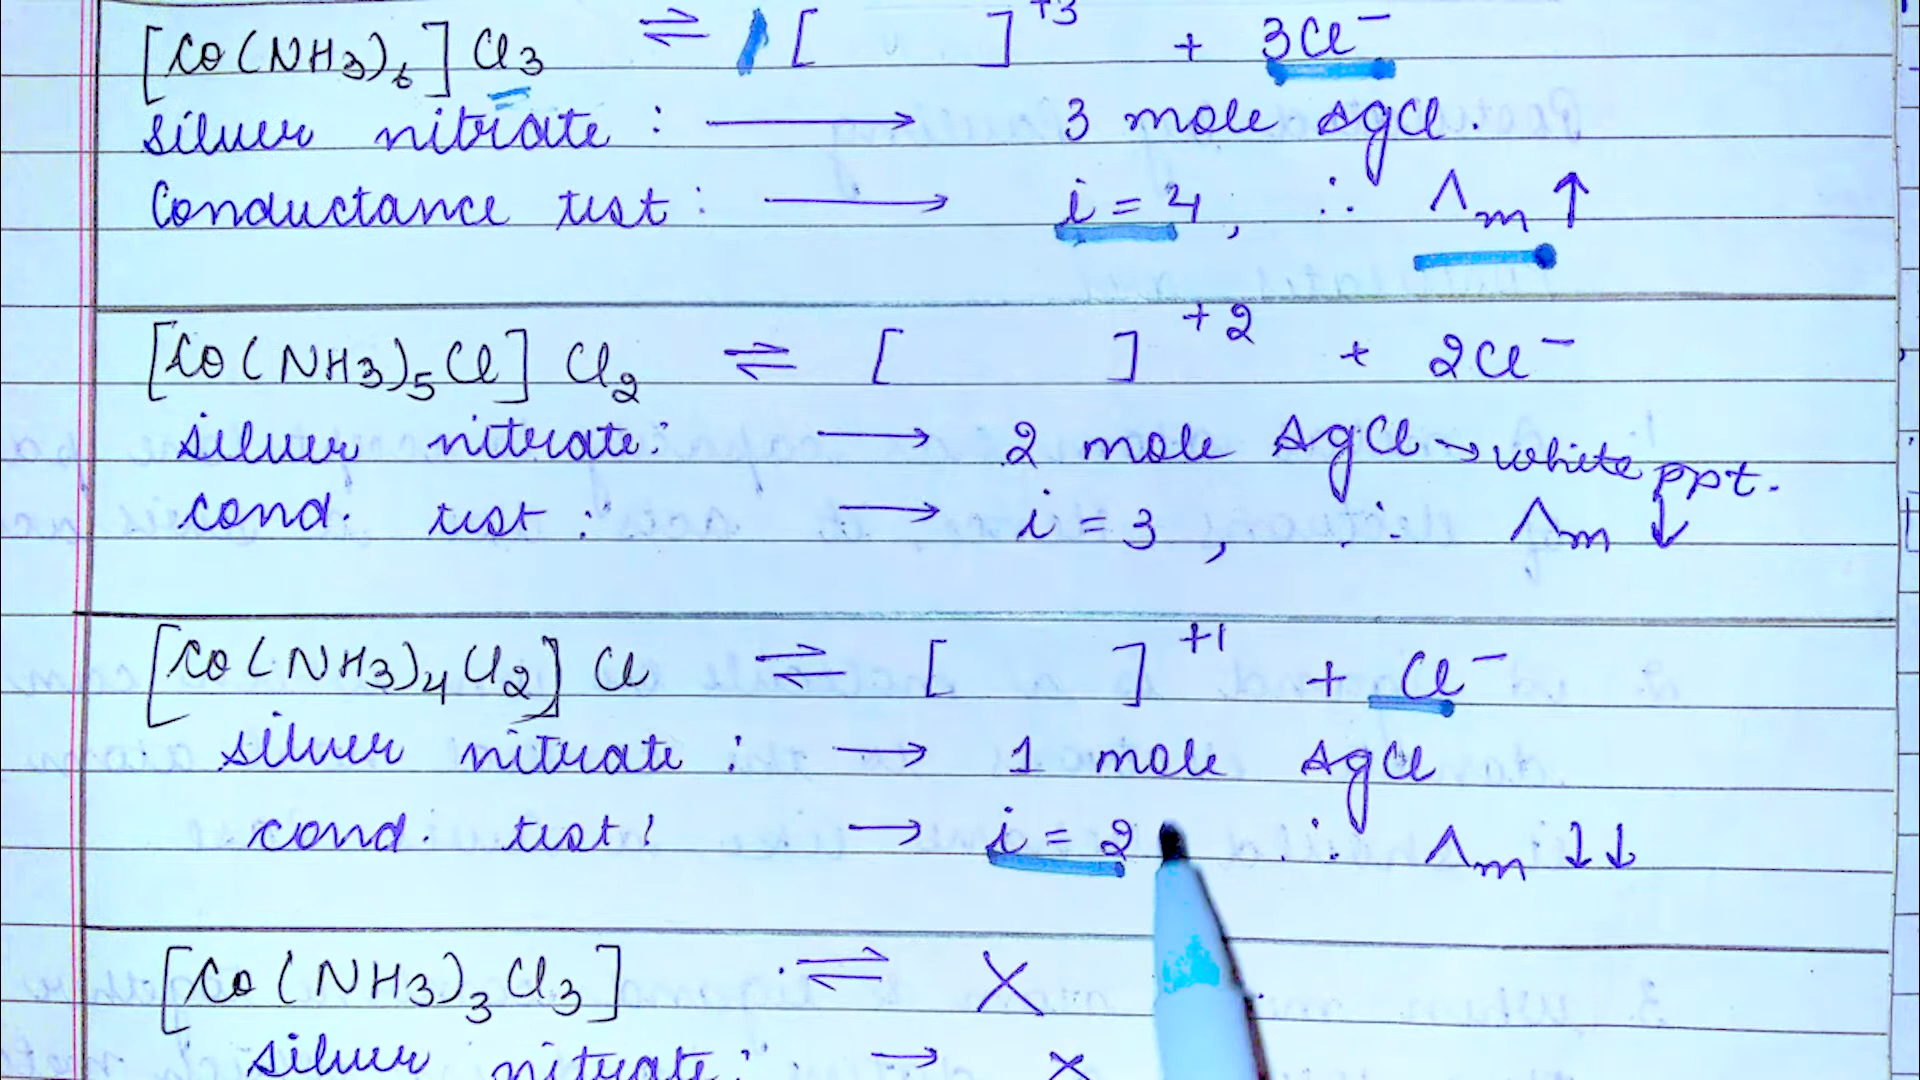 [Co(NH3)6] Cl3 ⇌ [ ]+3 + 3Cl−
silver nitrate : ⟶ 3 mole AgCl.
Conductance test : ⟶ i = 4, ∴ Λm ↑
[Co(NH3)5Cl] Cl2 ⇌ [ ]+2 + 2Cl−
silver nitrate: ⟶ 2 mole AgCl → white ppt.
cond. test : ⟶ i = 3, ∴ Λm ↓
[Co(NH3)4Cl2] Cl ⇌ [ ]+1 + Cl−
silver nitrate : → 1 mole AgCl
cond. test: → i = 2 ∴ Λm ↓↓
[Co(NH3)3Cl3] ⇌ X
silver nitrate: → X